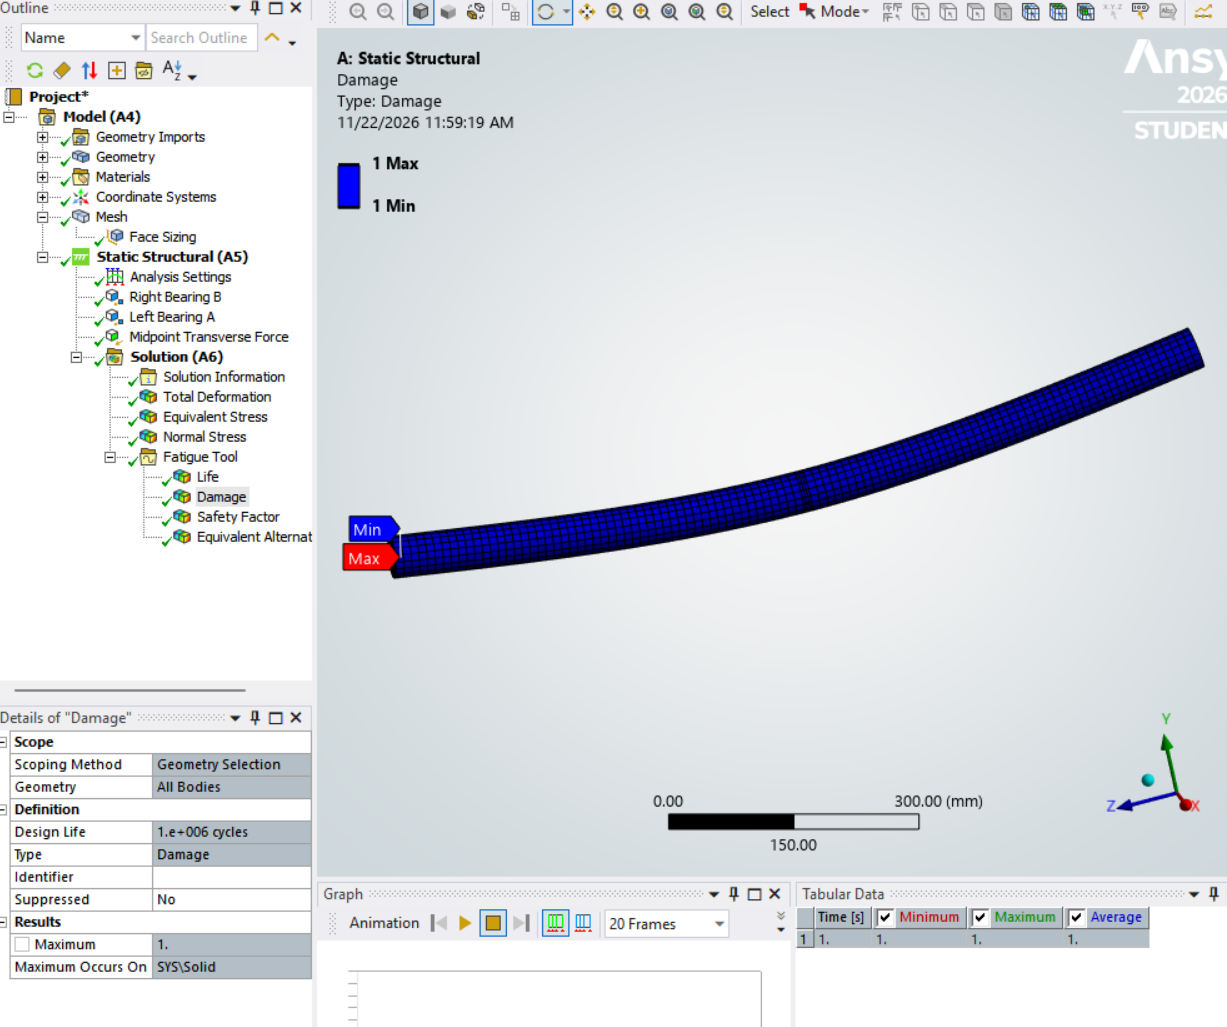 Outline
Name Search Outline
Project*
Model (A4)
Geometry Imports
Geometry
Materials
Coordinate Systems
Mesh
Face Sizing
Static Structural (A5)
Analysis Settings
Right Bearing B
Left Bearing A
Midpoint Transverse Force
Solution (A6)
Solution Information
Total Deformation
Equivalent Stress
Normal Stress
Fatigue Tool
Life
Damage
Safety Factor
Equivalent Alternat
Details of "Damage"
Scope
Scoping Method Geometry Selection
Geometry All Bodies
Definition
Design Life 1.e+006 cycles
Type Damage
Identifier
Suppressed No
Results
Maximum 1.
Maximum Occurs On SYS\Solid
Select Mode
A: Static Structural
Damage
Type: Damage
11/22/2026 11:59:19 AM
1 Max
1 Min
Ansy
2026
STUDEN
Min
Max
0.00 300.00 (mm)
150.00
Y
Z X
Graph
Animation 20 Frames
Tabular Data
Time [s] Minimum Maximum Average
1 1. 1. 1. 1.